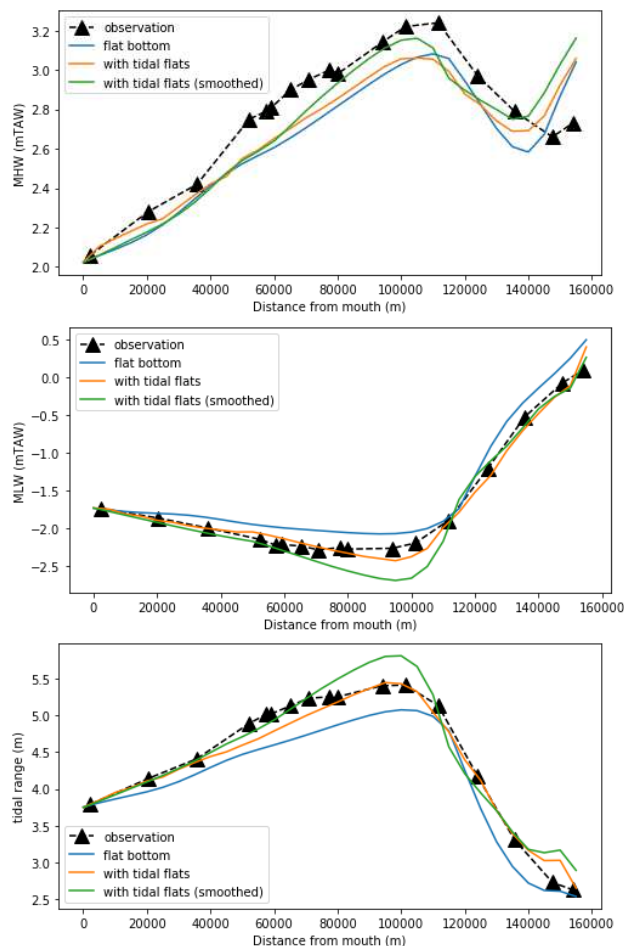 3.2
3.0
2.8
2.6
2.4
2.2
2.0
MHW (mTAW)
observation
flat bottom
with tidal flats
with tidal flats (smoothed)
0 20000 40000 60000 80000 100000 120000 140000 160000
Distance from mouth (m)
0.5
0.0
−0.5
−1.0
−1.5
−2.0
−2.5
MLW (mTAW)
observation
flat bottom
with tidal flats
with tidal flats (smoothed)
0 20000 40000 60000 80000 100000 120000 140000 160000
Distance from mouth (m)
5.5
5.0
4.5
4.0
3.5
3.0
2.5
tidal range (m)
observation
flat bottom
with tidal flats
with tidal flats (smoothed)
0 20000 40000 60000 80000 100000 120000 140000 160000
Distance from mouth (m)